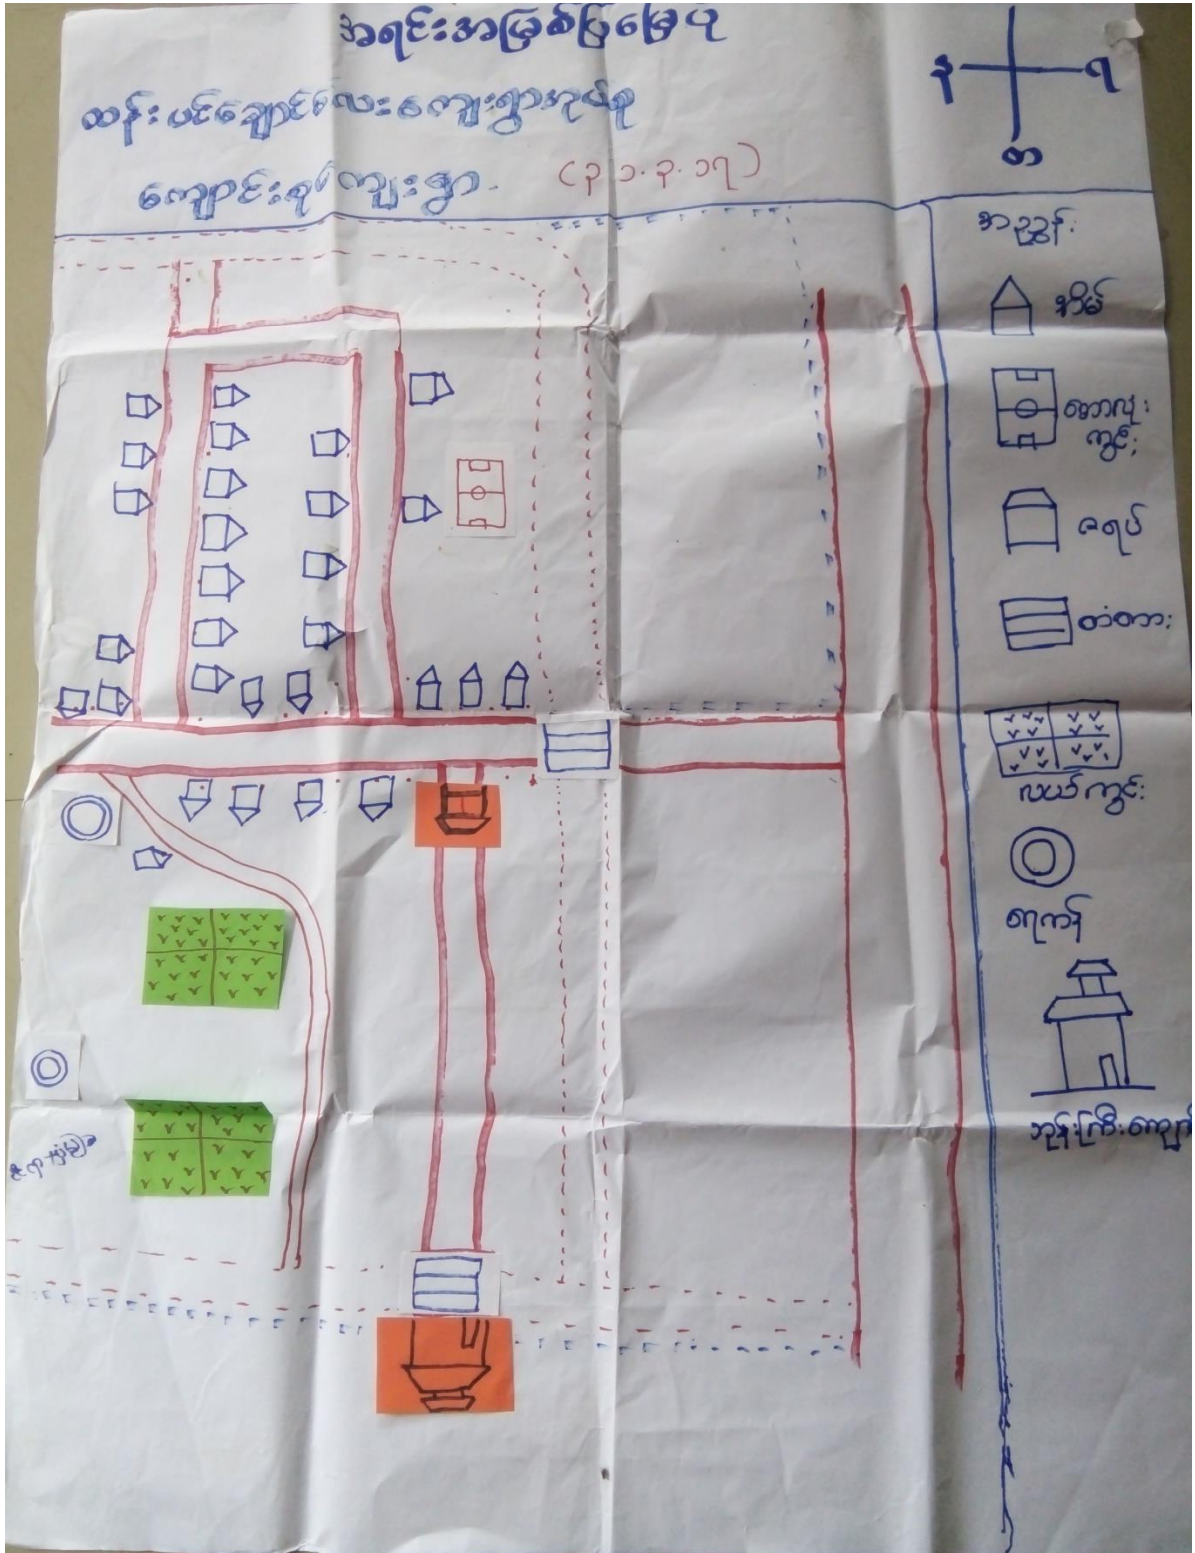 အရင်းအမြစ်ပြမြေပုံ
ထန်းပင်ချောင်လေးကျေးရွာအုပ်စု
ကျောင်းစုကျေးရွာ.
(၃၁.၃.၁၇)
န
ရ
တ
အညွှန်း
အိမ်
ဘောလုံး
ကွင်း
ဇရပ်
တံတား
လယ်ကွင်း
ရေကန်
ဘုန်းကြီးကျောင်း